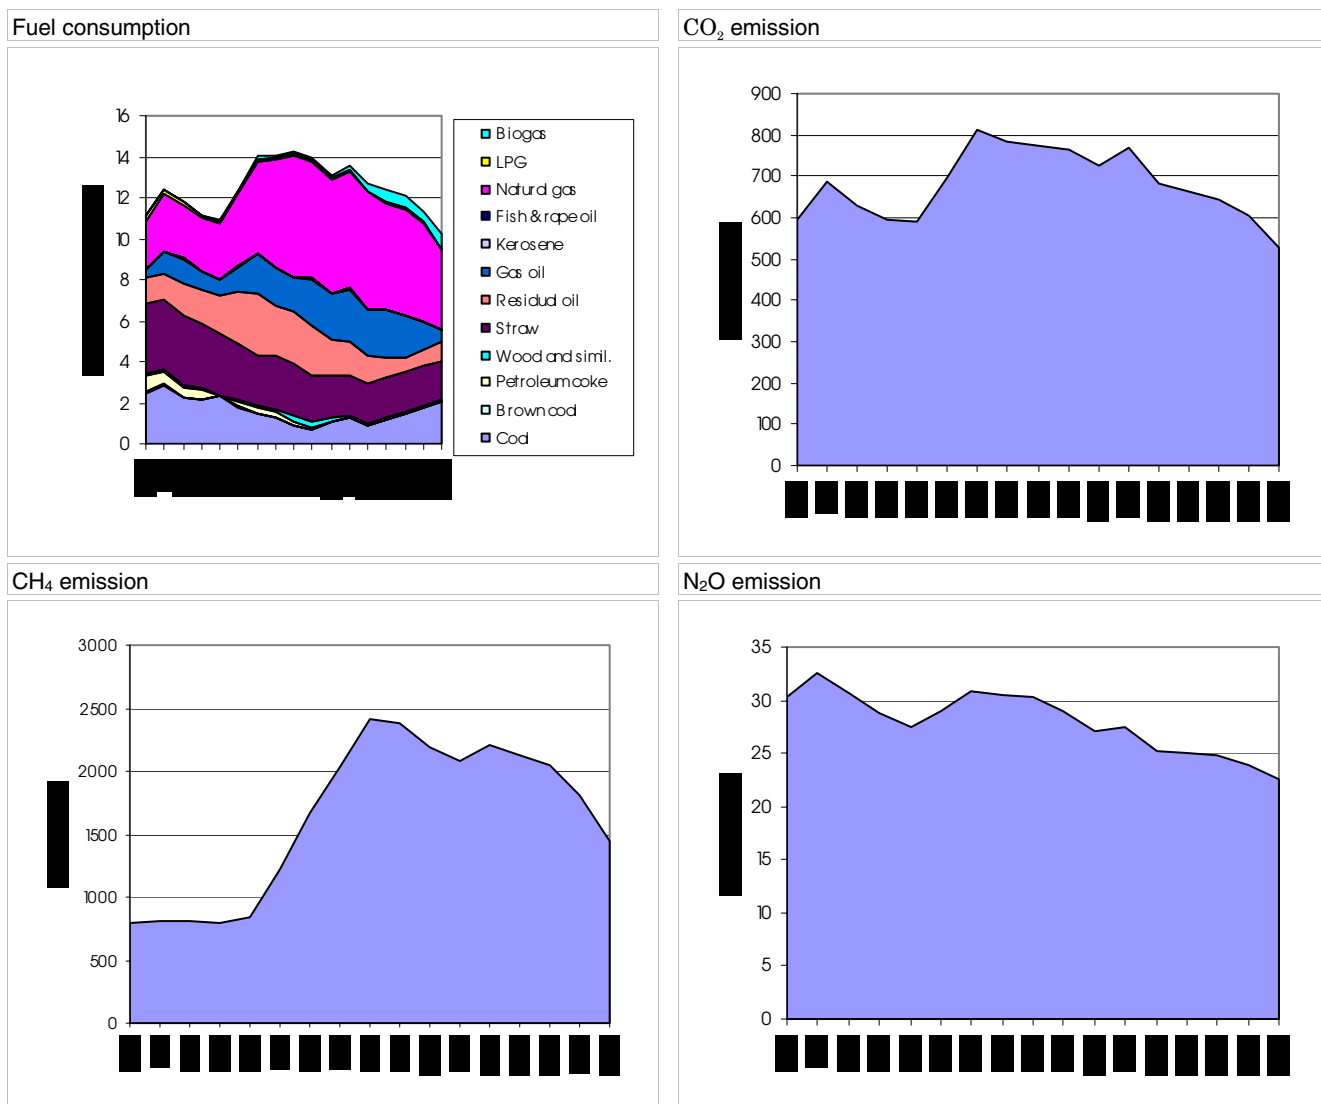 Fuel consumption
16
14
12
10
8
6
4
2
0
Biogas
LPG
Natural gas
Fish & rape oil
Kerosene
Gas oil
Residual oil
Straw
Wood and simil.
Petroleum coke
Brown coal
Coal
CO₂ emission
900
800
700
600
500
400
300
200
100
0
CH₄ emission
3000
2500
2000
1500
1000
500
0
N₂O emission
35
30
25
20
15
10
5
0